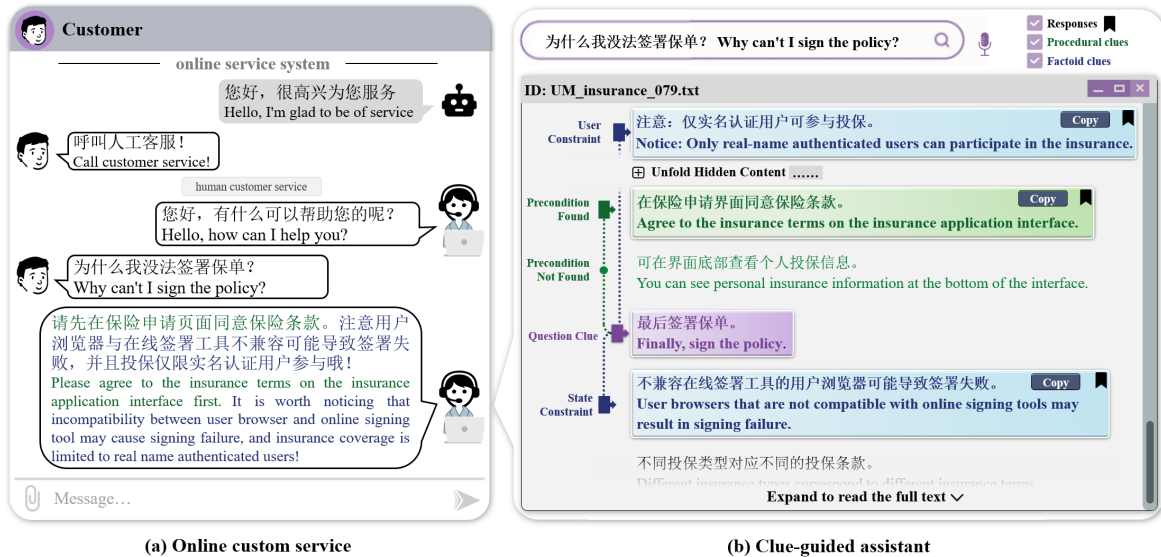 Customer
online service system
您好，很高兴为您服务
Hello, I'm glad to be of service
呼叫人工客服！
Call customer service!
human customer service
您好，有什么可以帮助您的呢？
Hello, how can I help you?
为什么我没法签署保单？
Why can't I sign the policy?
请先在保险申请页面同意保险条款。注意用户
浏览器与在线签署工具不兼容可能导致签署失
败，并且投保仅限实名认证用户参与哦！
Please agree to the insurance terms on the insurance
application interface first. It is worth noticing that
incompatibility between user browser and online signing
tool may cause signing failure, and insurance coverage is
limited to real name authenticated users!
Message…
(a) Online custom service
为什么我没法签署保单？ Why can't I sign the policy?
Responses
Procedural clues
Factoid clues
ID: UM_insurance_079.txt
User
Constraint
注意：仅实名认证用户可参与投保。
Copy
Notice: Only real-name authenticated users can participate in the insurance.
Unfold Hidden Content ......
Precondition
Found
在保险申请界面同意保险条款。
Copy
Agree to the insurance terms on the insurance application interface.
Precondition
Not Found
可在界面底部查看个人投保信息。
You can see personal insurance information at the bottom of the interface.
Question Clue
最后签署保单。
Finally, sign the policy.
State
Constraint
不兼容在线签署工具的用户浏览器可能导致签署失败。
Copy
User browsers that are not compatible with online signing tools may
result in signing failure.
不同投保类型对应不同的投保条款。
Different insurance types correspond to different insurance terms
Expand to read the full text
(b) Clue-guided assistant